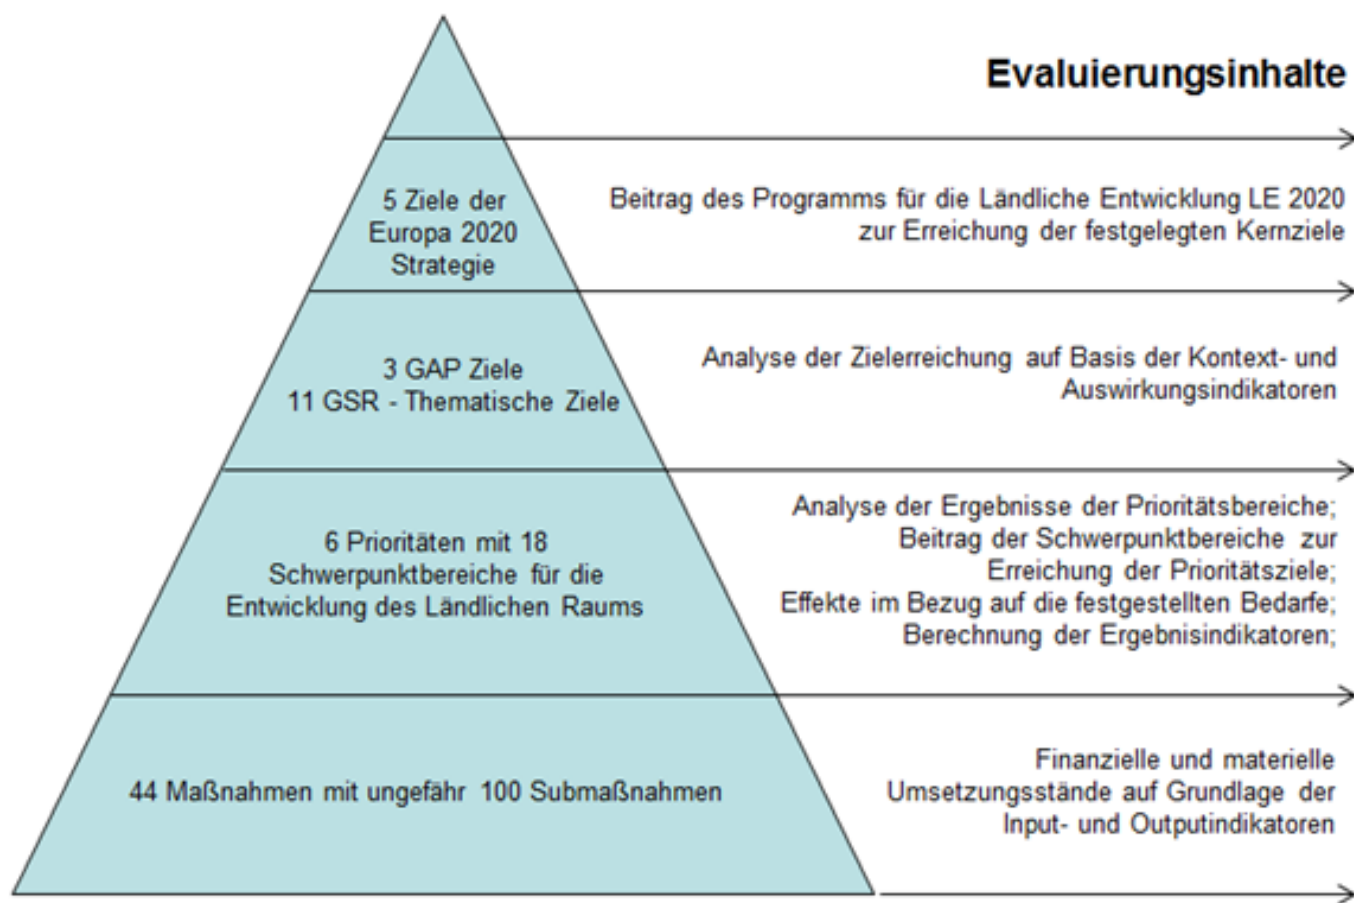 Evaluierungsinhalte
5 Ziele der
Europa 2020
Strategie
Beitrag des Programms für die Ländliche Entwicklung LE 2020
zur Erreichung der festgelegten Kernziele
3 GAP Ziele
11 GSR - Thematische Ziele
Analyse der Zielerreichung auf Basis der Kontext- und
Auswirkungsindikatoren
6 Prioritäten mit 18
Schwerpunktbereiche für die
Entwicklung des Ländlichen Raums
Analyse der Ergebnisse der Prioritätsbereiche;
Beitrag der Schwerpunktbereiche zur
Erreichung der Prioritätsziele;
Effekte im Bezug auf die festgestellten Bedarfe;
Berechnung der Ergebnisindikatoren;
44 Maßnahmen mit ungefähr 100 Submaßnahmen
Finanzielle und materielle
Umsetzungsstände auf Grundlage der
Input- und Outputindikatoren